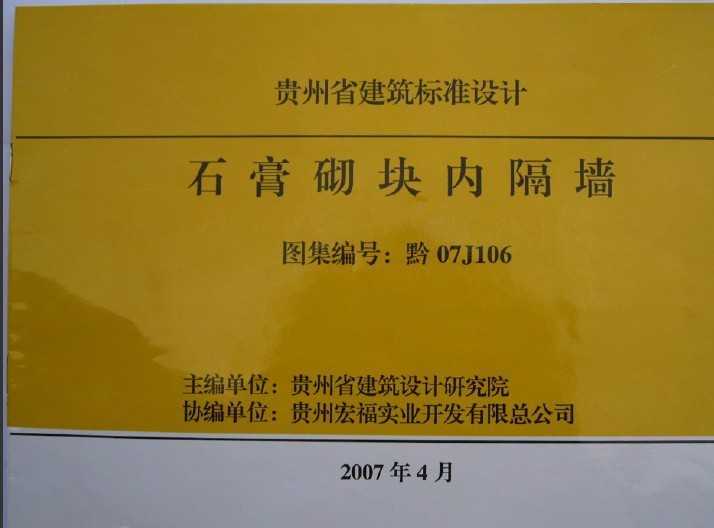 贵州省建筑标准设计
石膏砌块内隔墙
图集编号：黔 07J106
主编单位：贵州省建筑设计研究院
协编单位：贵州宏福实业开发有限总公司
2007 年 4 月